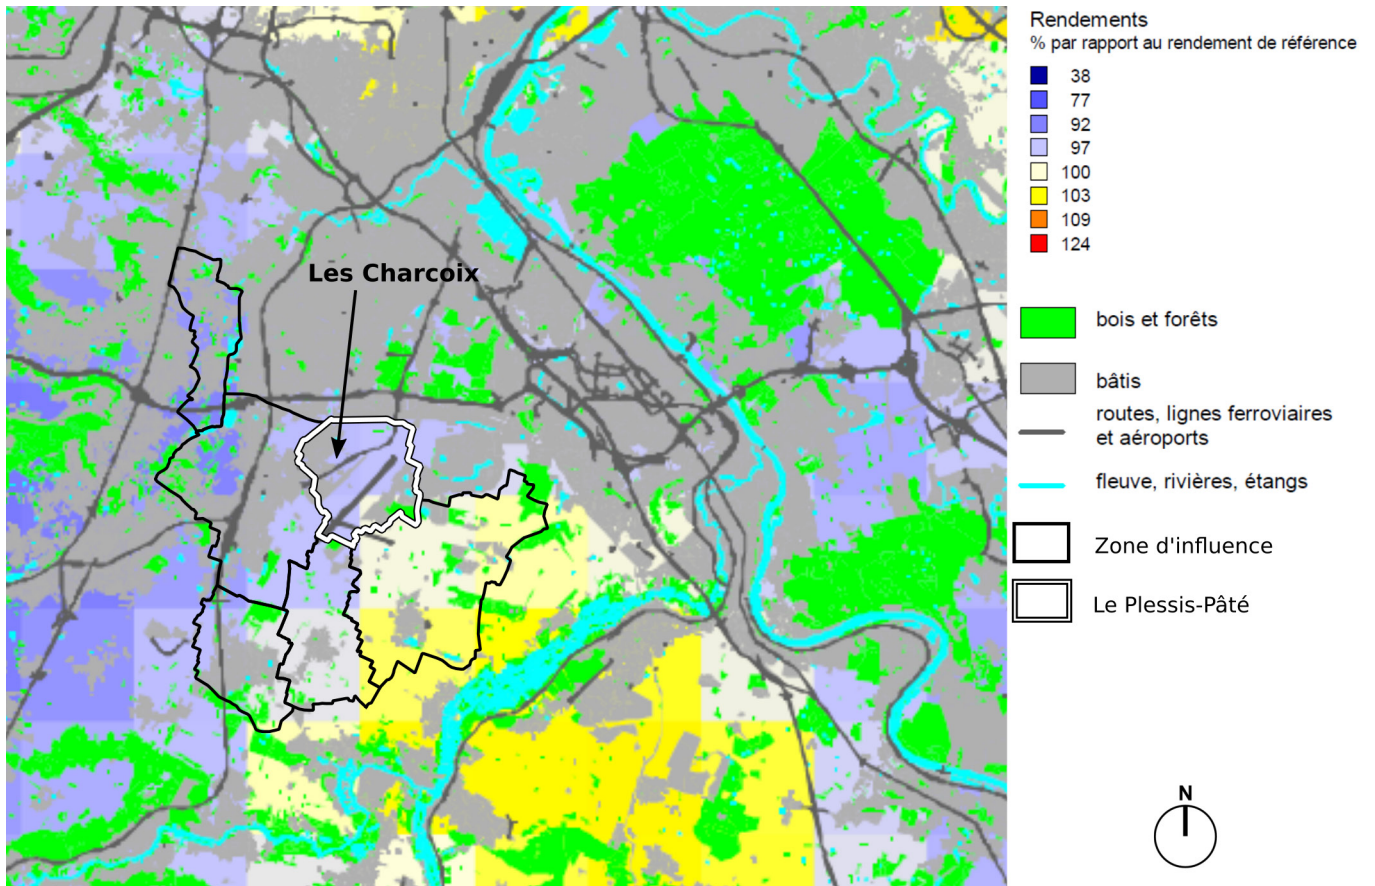 Rendements
% par rapport au rendement de référence
38
77
92
97
100
103
109
124
Les Charcoix
bois et forêts
bâtis
routes, lignes ferroviaires
et aéroports
fleuve, rivières, étangs
Zone d'influence
Le Plessis-Pâté
N